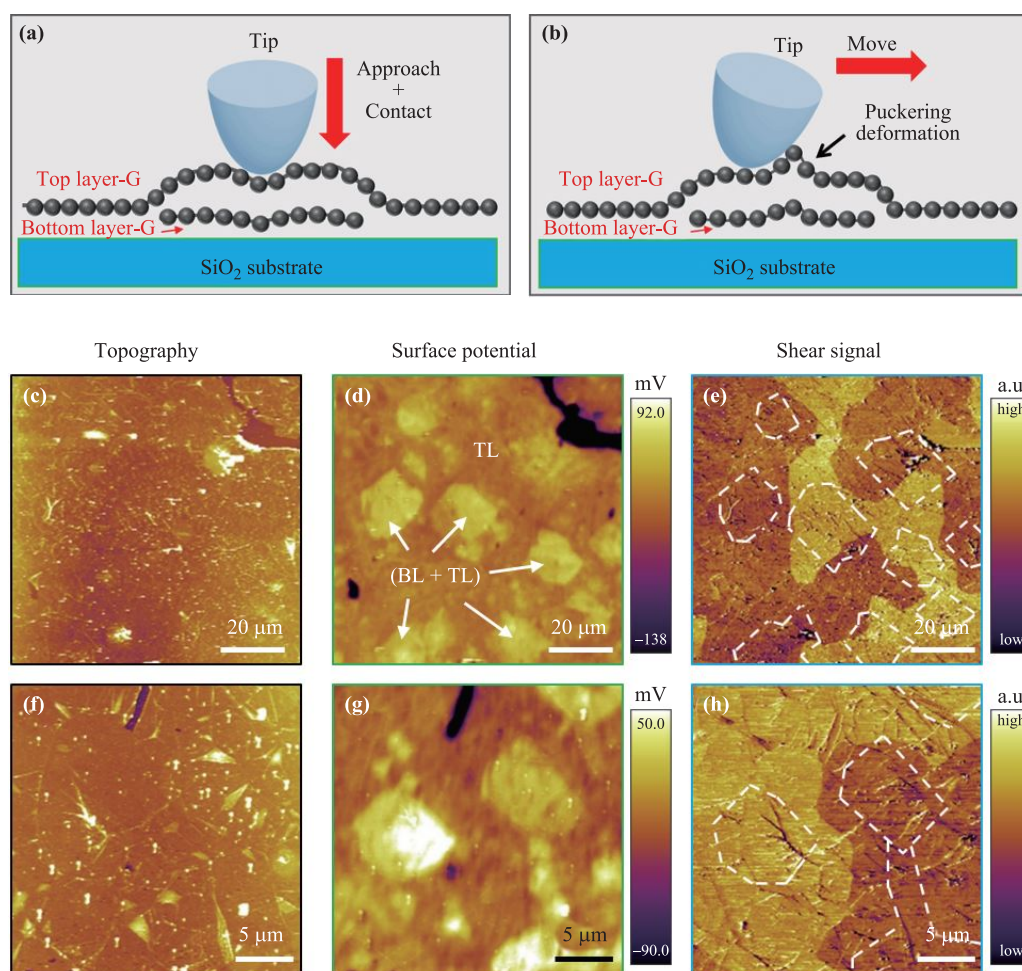 (a)
Tip
Approach
+
Contact
Top layer-G
Bottom layer-G
SiO₂ substrate
(b)
Tip
Move
Puckering
deformation
Top layer-G
Bottom layer-G
SiO₂ substrate
Topography
Surface potential
Shear signal
(c)
20 μm
(d)
TL
(BL + TL)
20 μm
mV
92.0
−138
(e)
20 μm
a.u
high
low
(f)
5 μm
(g)
5 μm
mV
50.0
−90.0
(h)
5 μm
a.u
high
low